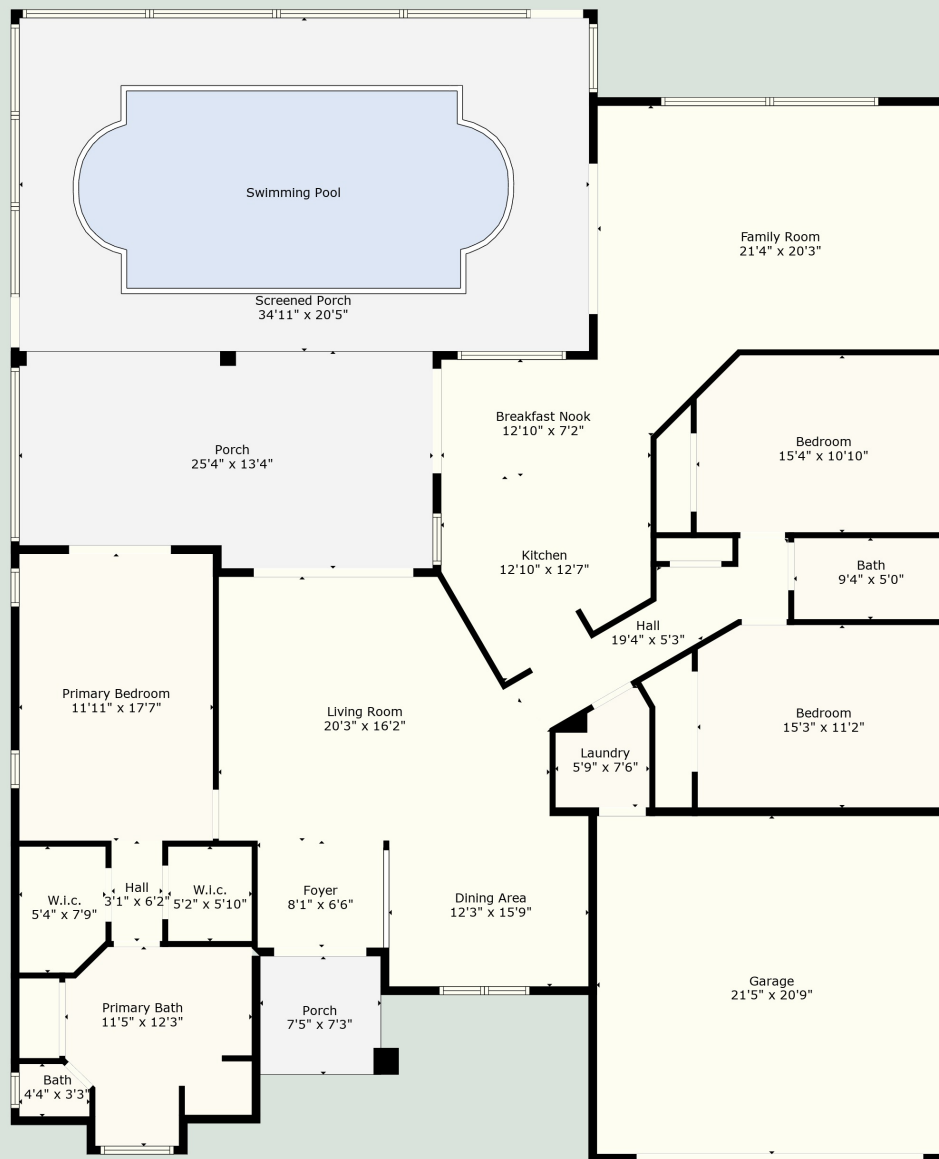 Swimming Pool
Screened Porch
34'11" x 20'5"
Family Room
21'4" x 20'3"
Breakfast Nook
12'10" x 7'2"
Bedroom
15'4" x 10'10"
Porch
25'4" x 13'4"
Kitchen
12'10" x 12'7"
Bath
9'4" x 5'0"
Hall
19'4" x 5'3"
Primary Bedroom
11'11" x 17'7"
Living Room
20'3" x 16'2"
Bedroom
15'3" x 11'2"
Laundry
5'9" x 7'6"
W.i.c.
5'4" x 7'9"
Hall
3'1" x 6'2"
W.i.c.
5'2" x 5'10"
Foyer
8'1" x 6'6"
Dining Area
12'3" x 15'9"
Garage
21'5" x 20'9"
Primary Bath
11'5" x 12'3"
Porch
7'5" x 7'3"
Bath
4'4" x 3'3"